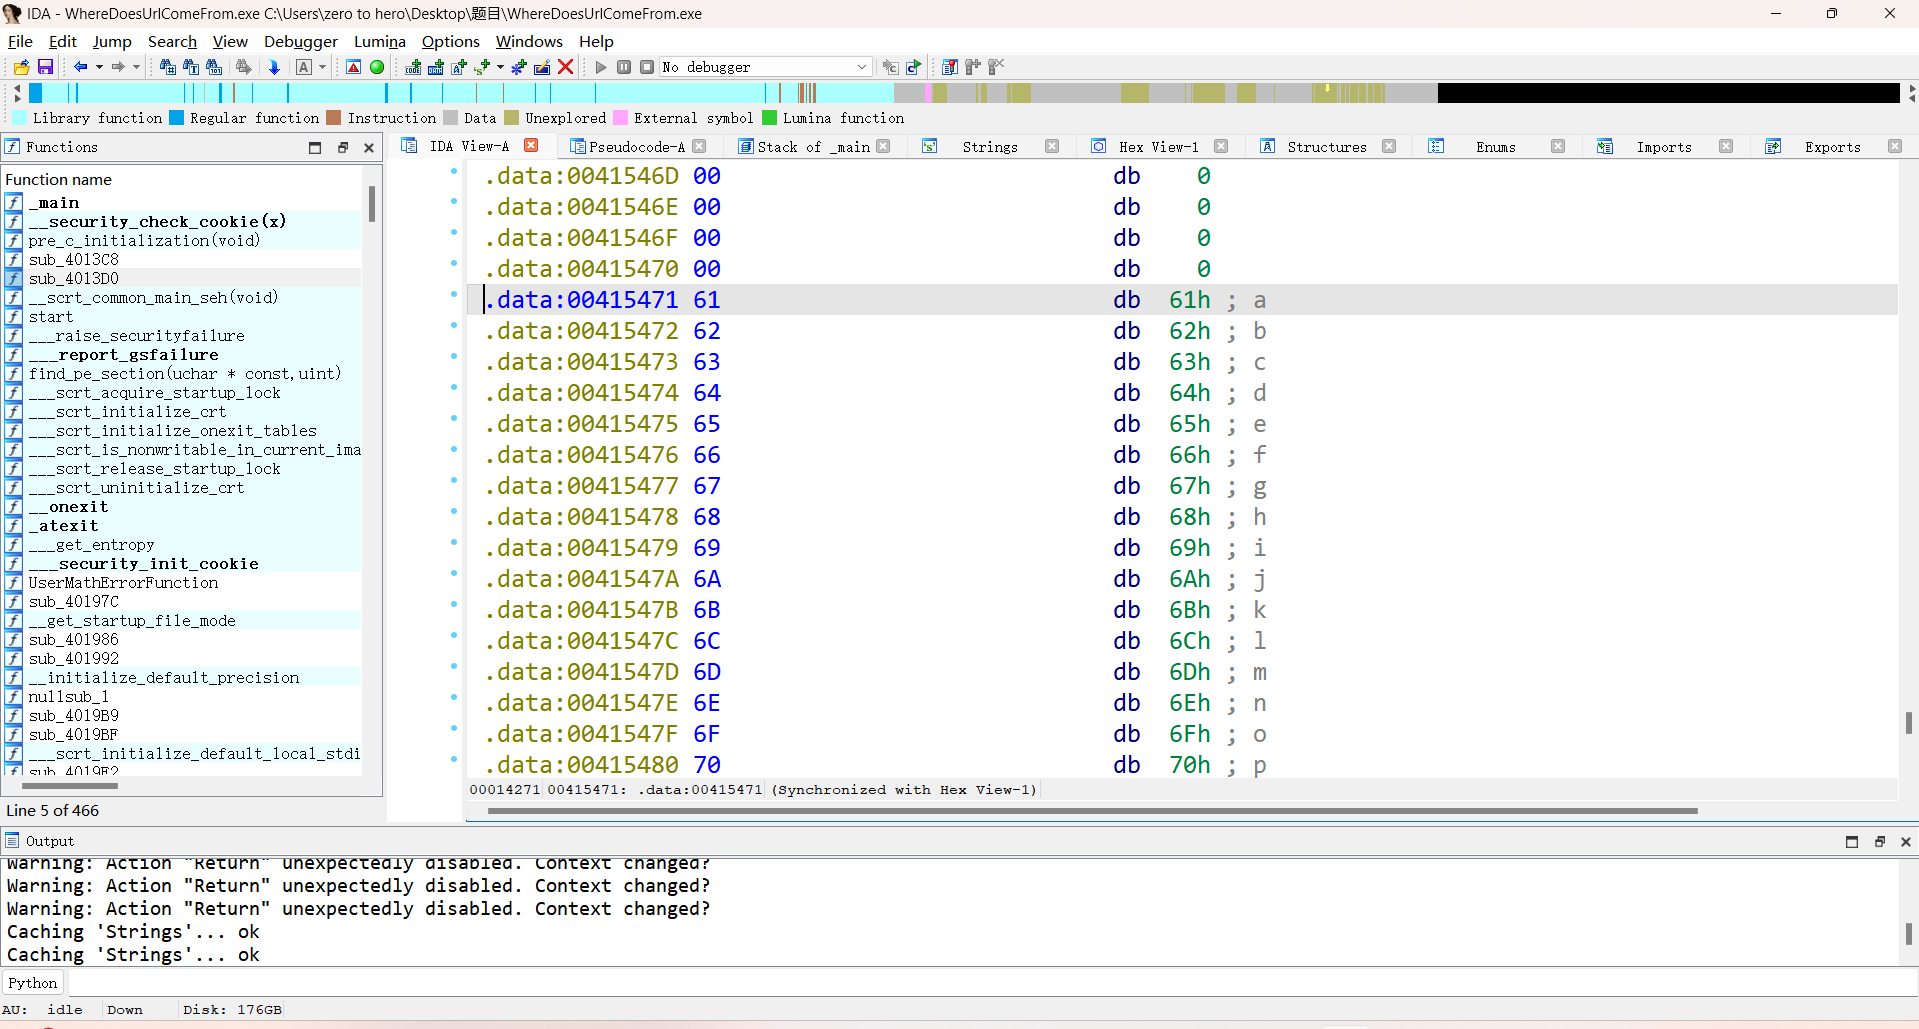 IDA - WhereDoesUrlComeFrom.exe C:\Users\zero to hero\Desktop\题目\WhereDoesUrlComeFrom.exe
File Edit Jump Search View Debugger Lumina Options Windows Help
No debugger
Library function Regular function Instruction Data Unexplored External symbol Lumina function
Functions
IDA View-A Pseudocode-A Stack of _main Strings Hex View-1 Structures Enums Imports Exports
Function name
_main
__security_check_cookie(x)
pre_c_initialization(void)
sub_4013C8
sub_4013D0
__scrt_common_main_seh(void)
start
___raise_securityfailure
___report_gsfailure
find_pe_section(uchar * const,uint)
___scrt_acquire_startup_lock
___scrt_initialize_crt
___scrt_initialize_onexit_tables
___scrt_is_nonwritable_in_current_ima
___scrt_release_startup_lock
___scrt_uninitialize_crt
__onexit
_atexit
___get_entropy
___security_init_cookie
UserMathErrorFunction
sub_40197C
__get_startup_file_mode
sub_401986
sub_401992
__initialize_default_precision
nullsub_1
sub_4019B9
sub_4019BF
___scrt_initialize_default_local_stdi
sub_4019E2
Line 5 of 466
.data:0041546D 00 db 0
.data:0041546E 00 db 0
.data:0041546F 00 db 0
.data:00415470 00 db 0
.data:00415471 61 db 61h ; a
.data:00415472 62 db 62h ; b
.data:00415473 63 db 63h ; c
.data:00415474 64 db 64h ; d
.data:00415475 65 db 65h ; e
.data:00415476 66 db 66h ; f
.data:00415477 67 db 67h ; g
.data:00415478 68 db 68h ; h
.data:00415479 69 db 69h ; i
.data:0041547A 6A db 6Ah ; j
.data:0041547B 6B db 6Bh ; k
.data:0041547C 6C db 6Ch ; l
.data:0041547D 6D db 6Dh ; m
.data:0041547E 6E db 6Eh ; n
.data:0041547F 6F db 6Fh ; o
.data:00415480 70 db 70h ; p
00014271 00415471: .data:00415471 (Synchronized with Hex View-1)
Output
Warning: Action "Return" unexpectedly disabled. Context changed?
Warning: Action "Return" unexpectedly disabled. Context changed?
Warning: Action "Return" unexpectedly disabled. Context changed?
Caching 'Strings'... ok
Caching 'Strings'... ok
Python
AU: idle Down Disk: 176GB